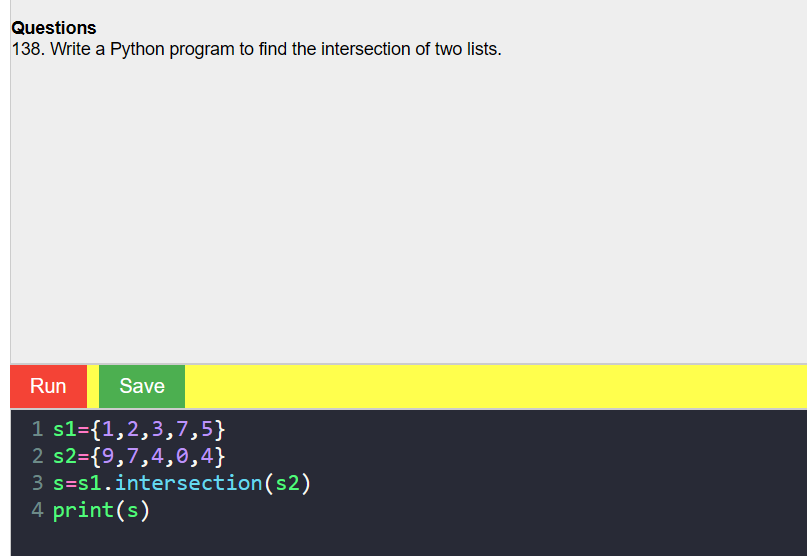 Questions
138. Write a Python program to find the intersection of two lists.
Run Save
1 s1={1,2,3,7,5}
2 s2={9,7,4,0,4}
3 s=s1.intersection(s2)
4 print(s)